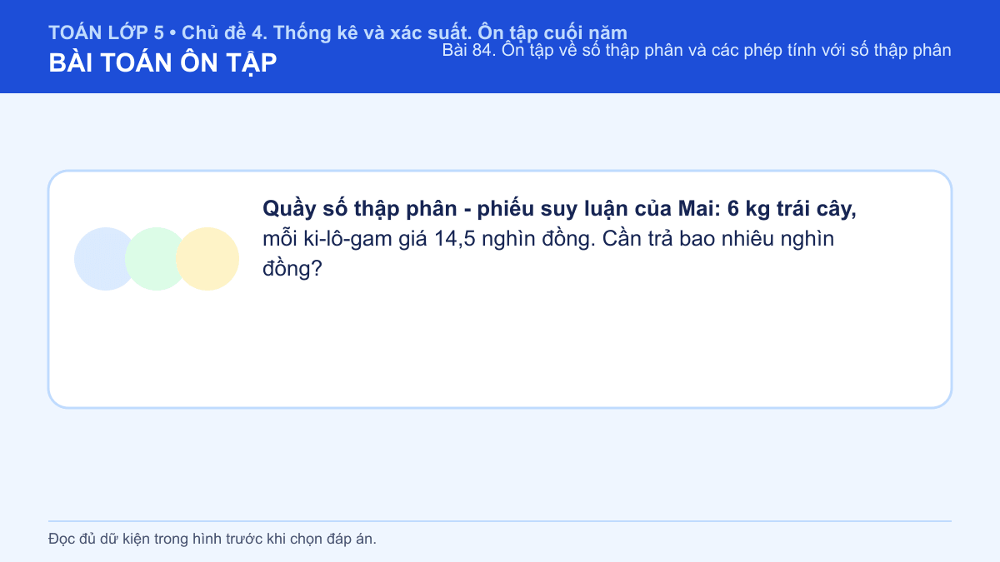 TOÁN LỚP 5 • Chủ đề 4. Thống kê và xác suất. Ôn tập cuối năm
Bài 84. Ôn tập về số thập phân và các phép tính với số thập phân
BÀI TOÁN ÔN TẬP
Quầy số thập phân - phiếu suy luận của Mai: 6 kg trái cây,
mỗi ki-lô-gam giá 14,5 nghìn đồng. Cần trả bao nhiêu nghìn
đồng?
Đọc đủ dữ kiện trong hình trước khi chọn đáp án.